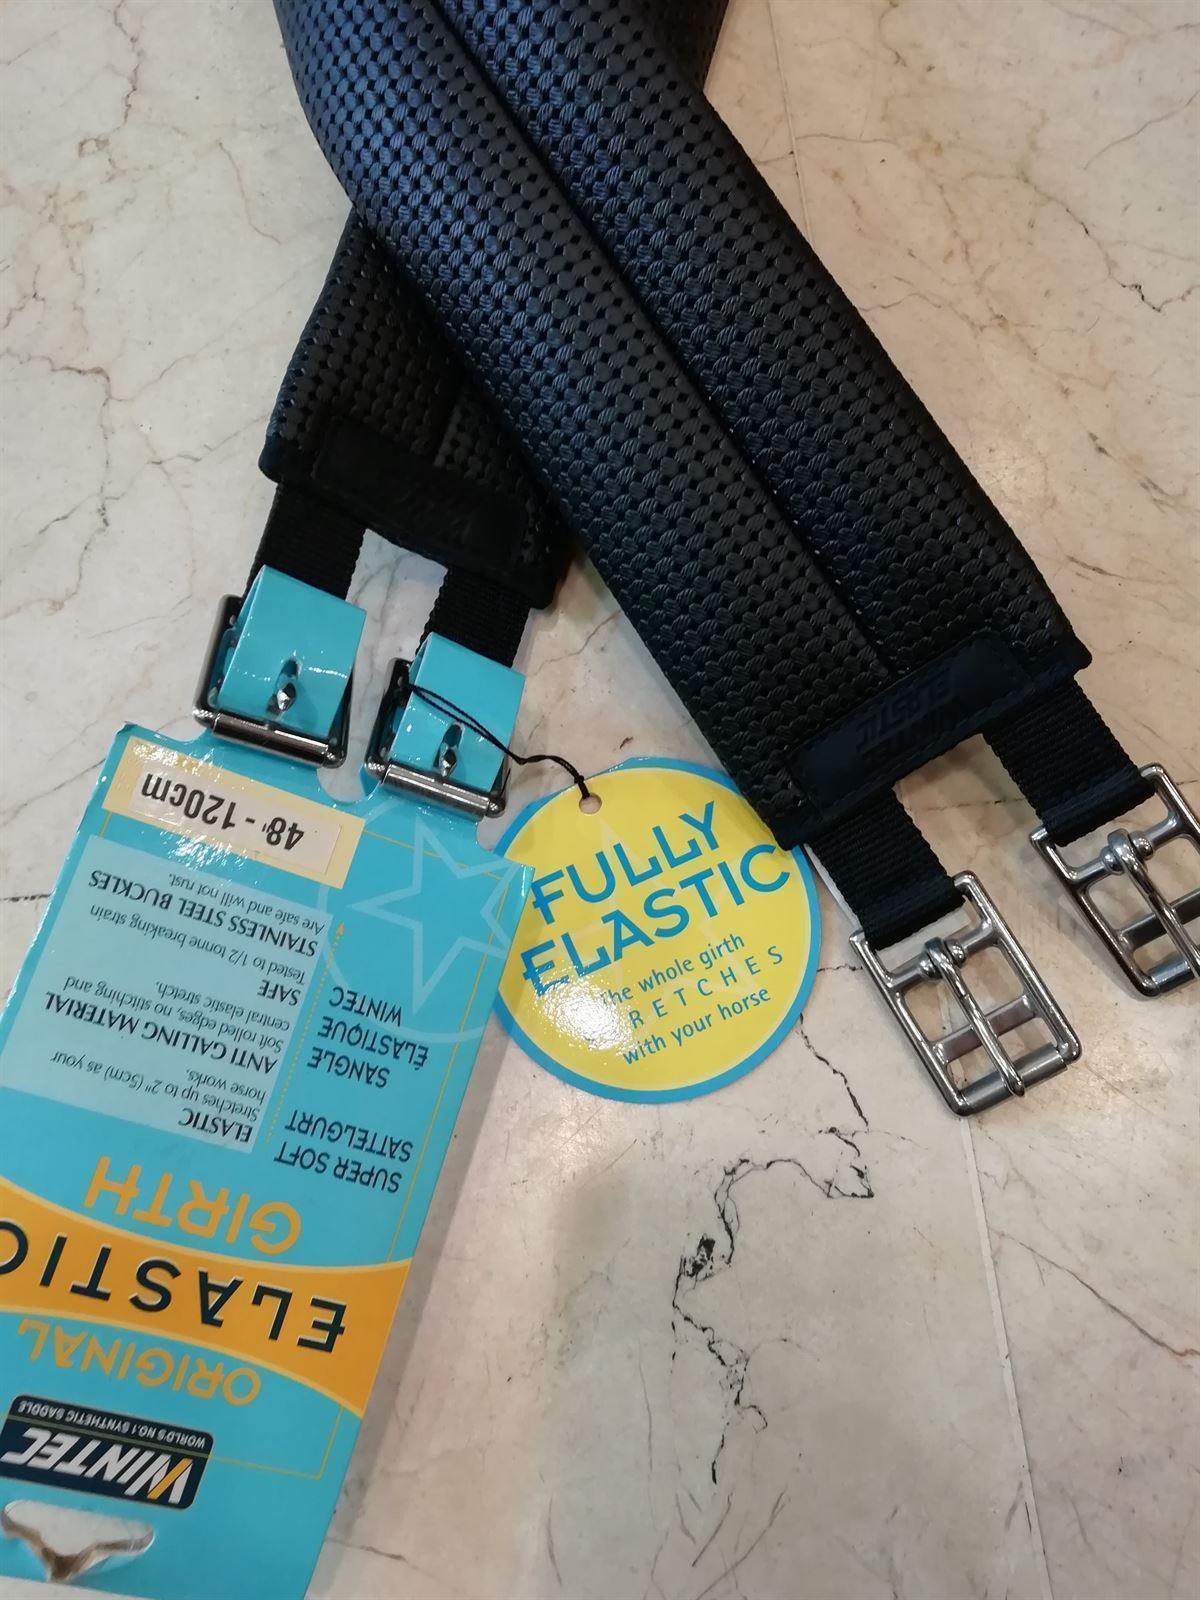 WINTEC
WORLD'S NO.1 SYNTHETIC SADDLE
ORIGINAL
ELASTIC
GIRTH
SUPER SOFT
SATTELGURT
SANGLE
ÉLASTIQUE
WINTEC
ELASTIC
Stretches up to 2" (5cm) as your
horse works.
ANTI GALLING MATERIAL
Soft rolled edges, no stitching and
central elastic stretch.
SAFE
Tested to 1/2 tonne breaking strain
STAINLESS STEEL BUCKLES
Are safe and will not rust.
48" - 120cm
FULLY
ELASTIC
The whole girth
RETCHES
with your horse
ELASTIC